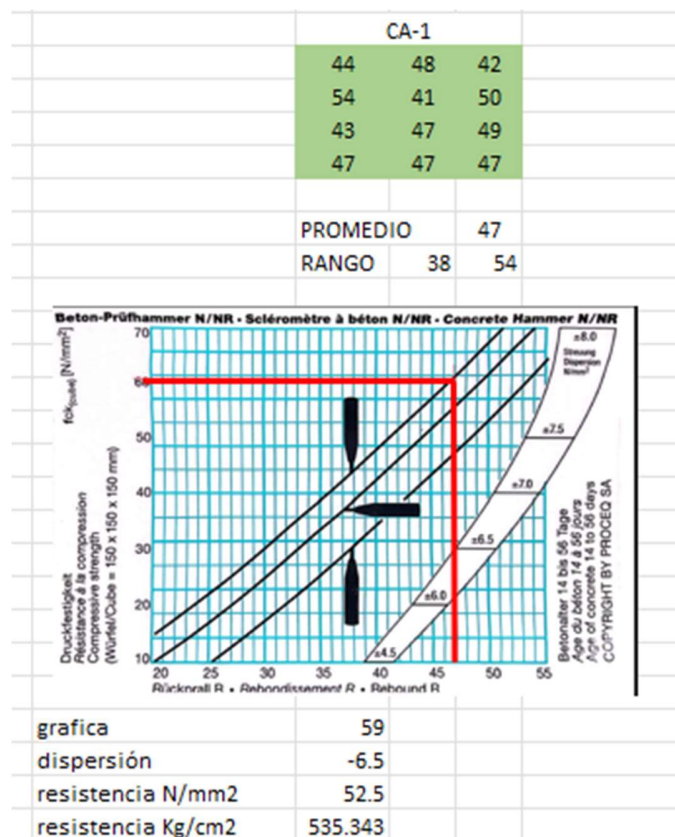 CA-1
44 48 42
54 41 50
43 47 49
47 47 47
PROMEDIO 47
RANGO 38 54
Beton-Prüfhammer N/NR • Scléromètre à béton N/NR • Concrete Hammer N/NR
fck(cube) [N/mm²]
Druckfestigkeit
Résistance à la compression
Compressive strength
(Würfel/Cube = 150 x 150 x 150 mm)
70
60
50
40
30
20
10
±8.0
Streuung
Dispersion
N/mm²
±7.5
±7.0
±6.5
±6.0
±4.5
20 25 30 35 40 45 50 55
Rückprall R • Rebondissement R • Rebound R
Betonalter 14 bis 56 Tage
Age du béton 14 à 56 jours
Age of concrete 14 to 56 days
COPYRIGHT BY PROCEQ SA
grafica 59
dispersión -6.5
resistencia N/mm2 52.5
resistencia Kg/cm2 535.343